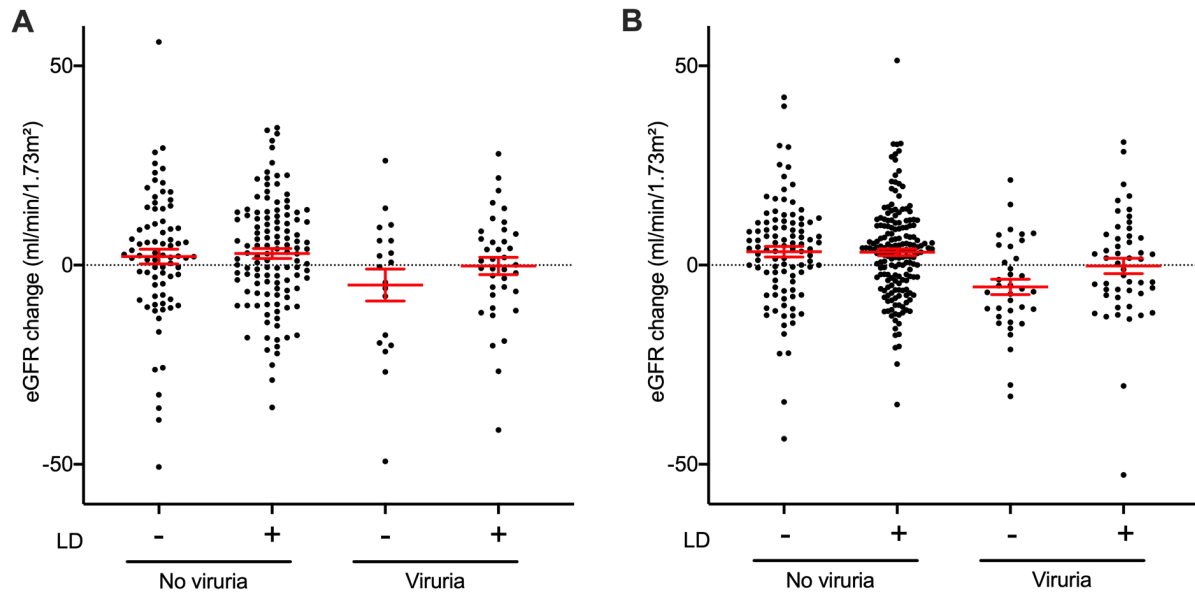 A
eGFR change (ml/min/1.73m²)
50
0
-50
LD
- + - +
No viruria Viruria
B
eGFR change (ml/min/1.73m²)
50
0
-50
LD
- + - +
No viruria Viruria